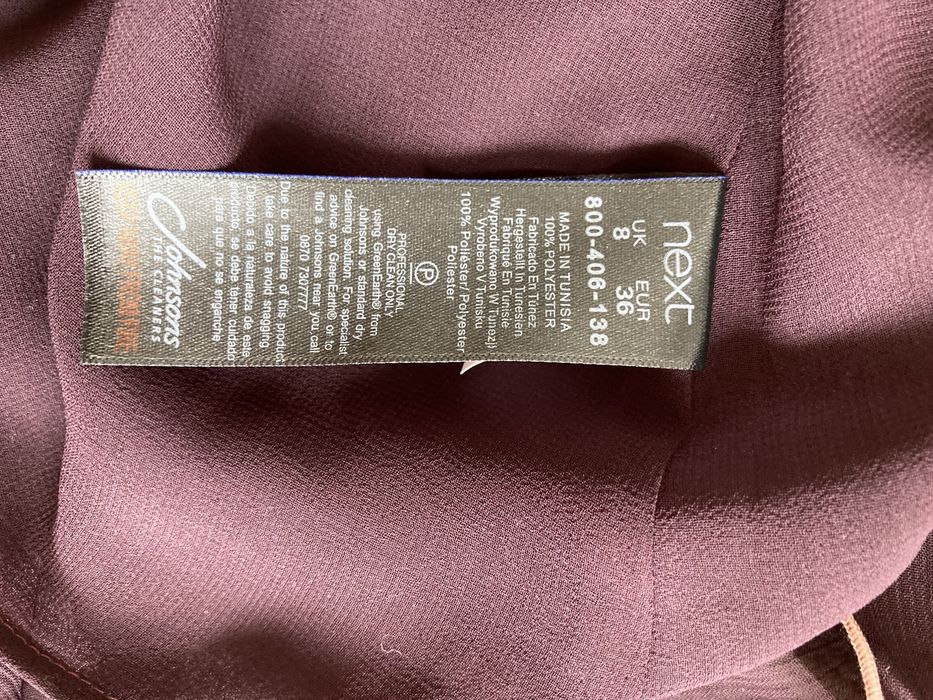 next
UK EUR
8 36
800-406-138
MADE IN TUNISIA
100% POLYESTER
Fabricado En Tunez
Hergestellt In Tunesien
Fabriqué En Tunisie
Wyprodukowano W Tunezji
Vyrobeno V Tunisku
100% Poliéster/ Polyester
Poliester
P
PROFESSIONAL
DRY CLEAN ONLY
using GreenEarth® from
Johnsons or standard dry
cleaning solution. For specialist
advice on GreenEarth® or to
find a Johnsons near you, call
0870 7307777
Due to the nature of this product
take care to avoid snagging
Debido a la naturaleza de este
producto, se debe tener cuidado
para que no se enganche
Johnsons
THE CLEANERS